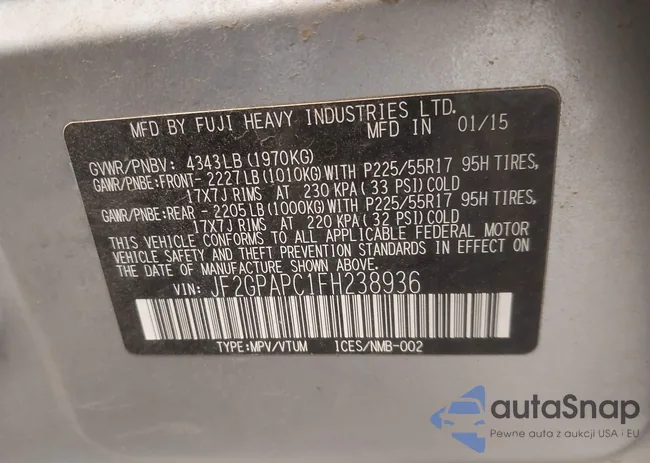 MFD BY FUJI HEAVY INDUSTRIES LTD.
MFD IN 01/15
GVWR/PNBV: 4343LB(1970KG)
GAWR/PNBE:FRONT- 2227LB(1010KG)WITH P225/55R17 95H TIRES,
17X7J RIMS AT 230 KPA(33 PSI)COLD
GAWR/PNBE:REAR - 2205LB(1000KG)WITH P225/55R17 95H TIRES,
17X7J RIMS AT 220 KPA(32 PSI)COLD
THIS VEHICLE CONFORMS TO ALL APPLICABLE FEDERAL MOTOR
VEHICLE SAFETY AND THEFT PREVENTION STANDARDS IN EFFECT ON
THE DATE OF MANUFACTURE SHOWN ABOVE.
VIN: JF2GPAPC1FH238936
TYPE:MPV/VTUM ICES/NMB-002
autaSnap
Pewne auta z aukcji USA i EU